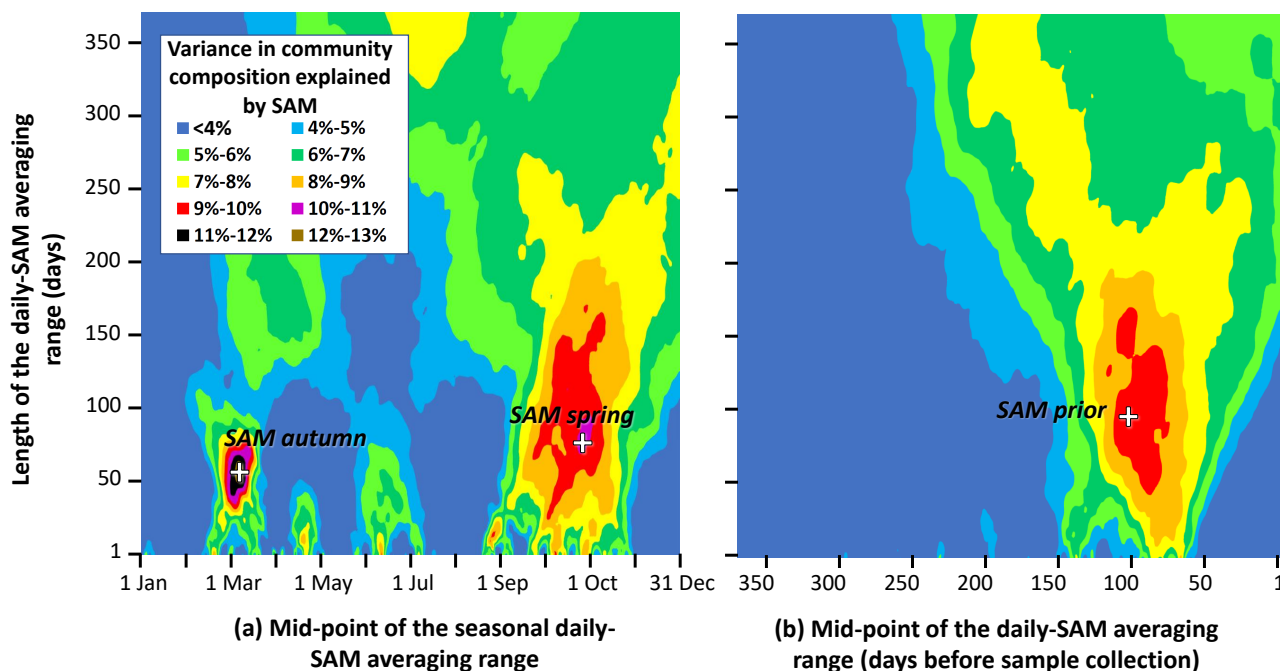 Length of the daily-SAM averaging
range (days)
350
300
250
200
150
100
50
1
Variance in community
composition explained
by SAM
<4%
4%-5%
5%-6%
6%-7%
7%-8%
8%-9%
9%-10%
10%-11%
11%-12%
12%-13%
SAM autumn
SAM spring
1 Jan
1 Mar
1 May
1 Jul
1 Sep
1 Oct
31 Dec
(a) Mid-point of the seasonal daily-
SAM averaging range
SAM prior
350
300
250
200
150
100
50
1
(b) Mid-point of the daily-SAM averaging
range (days before sample collection)